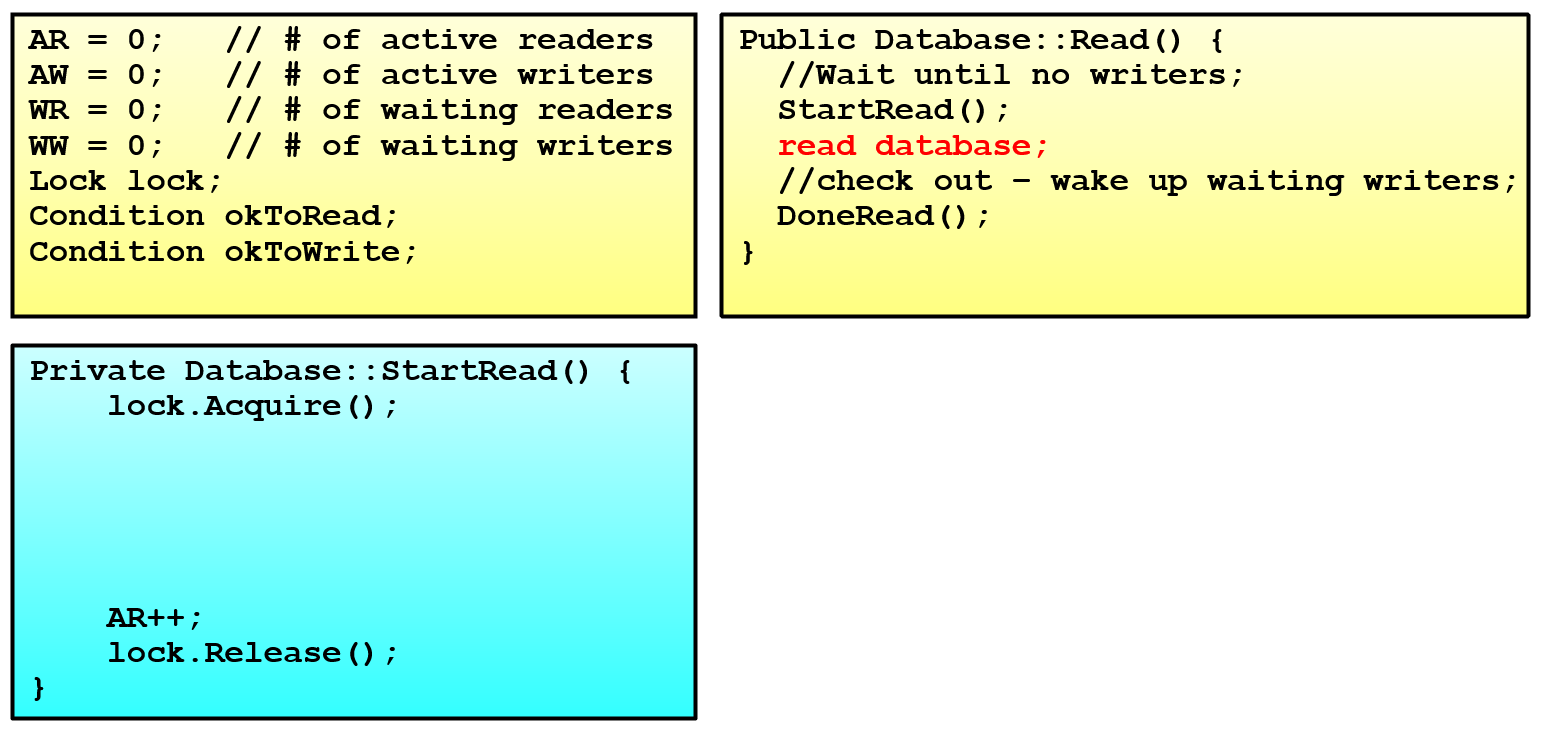 AR = 0;   // # of active readers
AW = 0;   // # of active writers
WR = 0;   // # of waiting readers
WW = 0;   // # of waiting writers
Lock lock;
Condition okToRead;
Condition okToWrite;
Public Database::Read() {
  //Wait until no writers;
  StartRead();
  read database;
  //check out – wake up waiting writers;
  DoneRead();
}
Private Database::StartRead() {
    lock.Acquire();
    AR++;
    lock.Release();
}